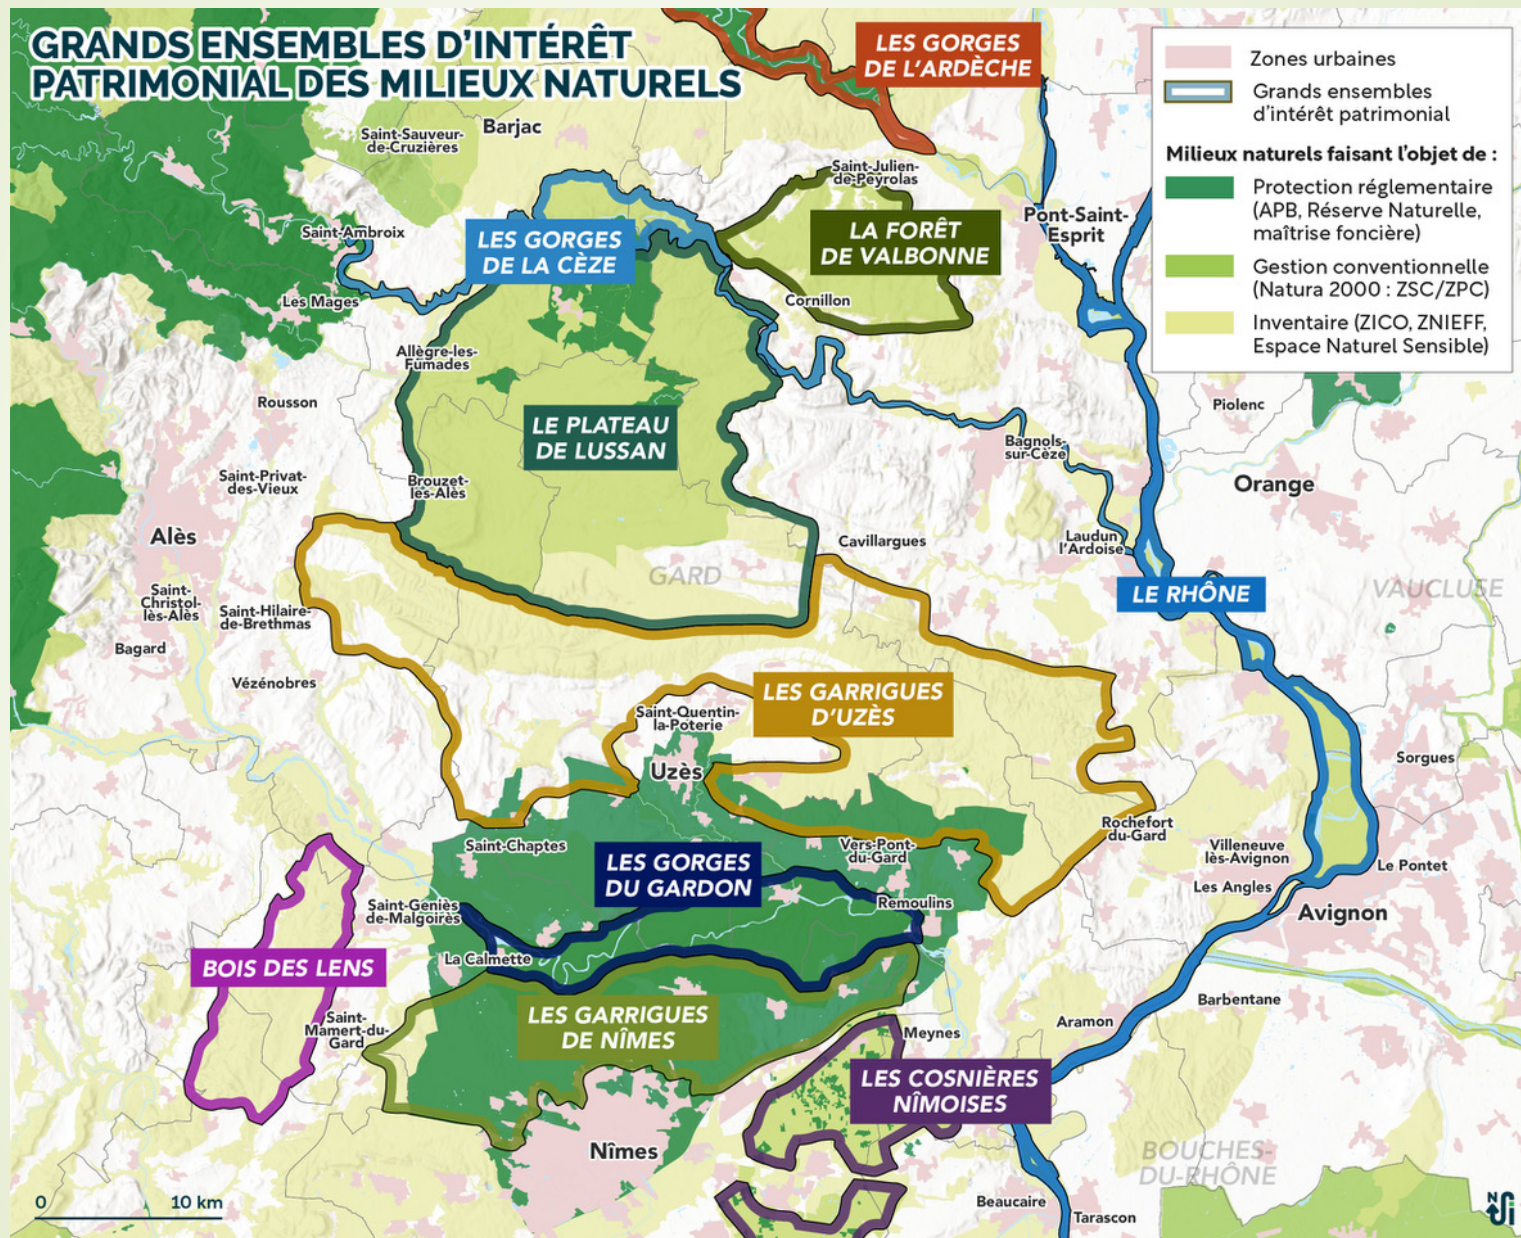 GRANDS ENSEMBLES D'INTÉRÊT
PATRIMONIAL DES MILIEUX NATURELS
LES GORGES
DE L'ARDÈCHE
Zones urbaines
Grands ensembles
d'intérêt patrimonial
Milieux naturels faisant l'objet de :
Protection réglementaire
(APB, Réserve Naturelle,
maîtrise foncière)
Gestion conventionnelle
(Natura 2000 : ZSC/ZPC)
Inventaire (ZICO, ZNIEFF,
Espace Naturel Sensible)
Saint-Sauveur-
de-Cruzières
Barjac
Saint-Julien-
de-Peyrolas
Pont-Saint-
Esprit
Saint-Ambroix
LES GORGES
DE LA CÈZE
LA FORÊT
DE VALBONNE
Les Mages
Cornillon
Allègre-les-
Fumades
Rousson
LE PLATEAU
DE LUSSAN
Piolenc
Bagnols-
sur-Cèze
Orange
Saint-Privat-
des-Vieux
Brouzet-
lès-Alès
Alès
Cavillargues
Laudun
l'Ardoise
GARD
LE RHÔNE
VAUCLUSE
Saint-
Christol-
lès-Alès
Saint-Hilaire-
de-Brethmas
Bagard
Vézénobres
LES GARRIGUES
D'UZÈS
Saint-Quentin-
la-Poterie
Uzès
Sorgues
Saint-Chaptes
Vers-Pont-
du-Gard
Rochefort
du-Gard
Villeneuve
lès-Avignon
Le Pontet
LES GORGES
DU GARDON
Les Angles
Avignon
Saint-Geniès
de-Malgoirès
Remoulins
BOIS DES LENS
La Calmette
Barbentane
Saint-
Mamert-du-
Gard
LES GARRIGUES
DE NÎMES
Meynes
Aramon
LES COSNIÈRES
NÎMOISES
Nîmes
BOUCHES-
DU-RHÔNE
Beaucaire
Tarascon
0 10 km
N